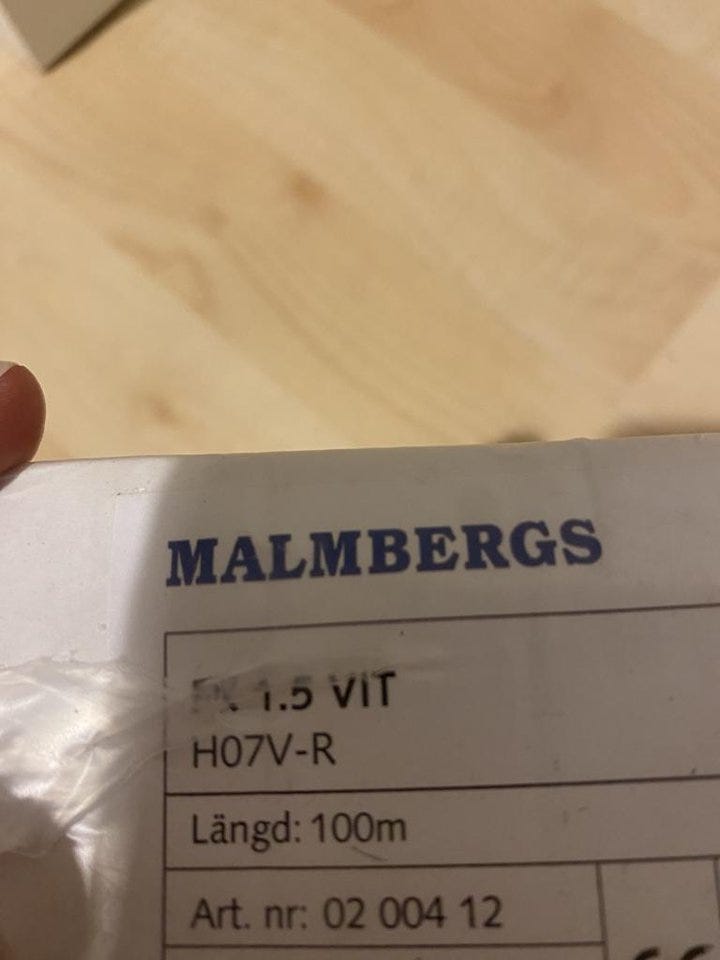 MALMBERGS
1.5 VIT
H07V-R
Längd: 100m
Art. nr: 02 004 12